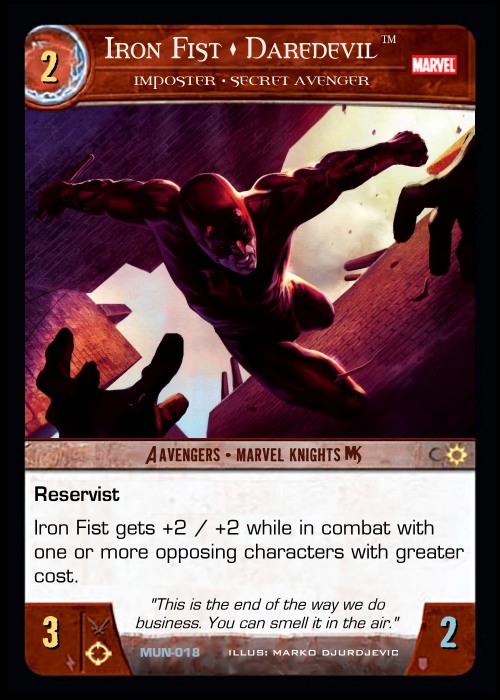 2
IRON FIST ♦ DAREDEVIL™
IMPOSTER • SECRET AVENGER
MARVEL
A AVENGERS • MARVEL KNIGHTS MK
C
Reservist
Iron Fist gets +2 / +2 while in combat with
one or more opposing characters with greater
cost.
"This is the end of the way we do
business. You can smell it in the air."
3
2
MUN-018 ILLUS: MARKO DJURDJEVIC